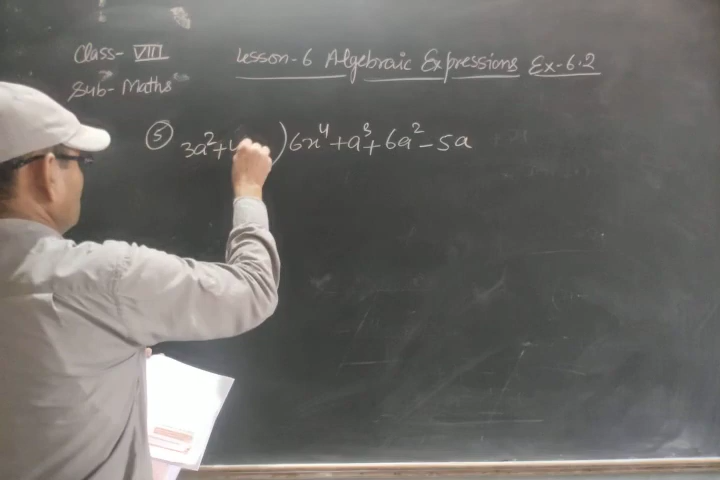 Class- VIII Lesson-6 Algebraic Expressions Ex-6.2
Sub- Maths
⑤ 3a²+4 ) 6x⁴+a³+6a²-5a